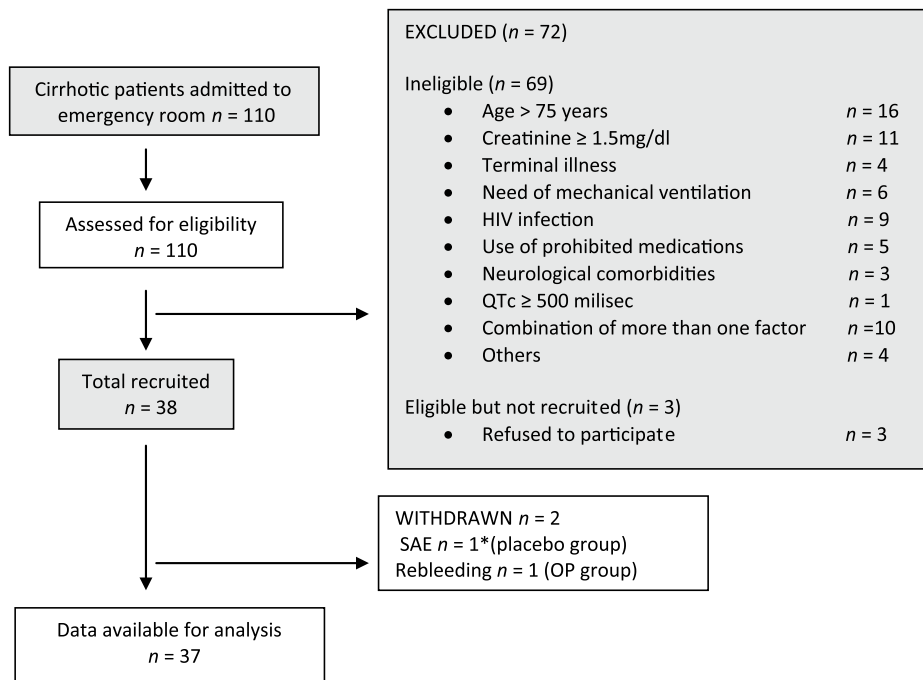 Cirrhotic patients admitted to
emergency room n = 110
Assessed for eligibility
n = 110
EXCLUDED (n = 72)
Ineligible (n = 69)
• Age > 75 years n = 16
• Creatinine ≥ 1.5mg/dl n = 11
• Terminal illness n = 4
• Need of mechanical ventilation n = 6
• HIV infection n = 9
• Use of prohibited medications n = 5
• Neurological comorbidities n = 3
• QTc ≥ 500 milisec n = 1
• Combination of more than one factor n =10
• Others n = 4
Eligible but not recruited (n = 3)
• Refused to participate n = 3
Total recruited
n = 38
WITHDRAWN n = 2
SAE n = 1*(placebo group)
Rebleeding n = 1 (OP group)
Data available for analysis
n = 37